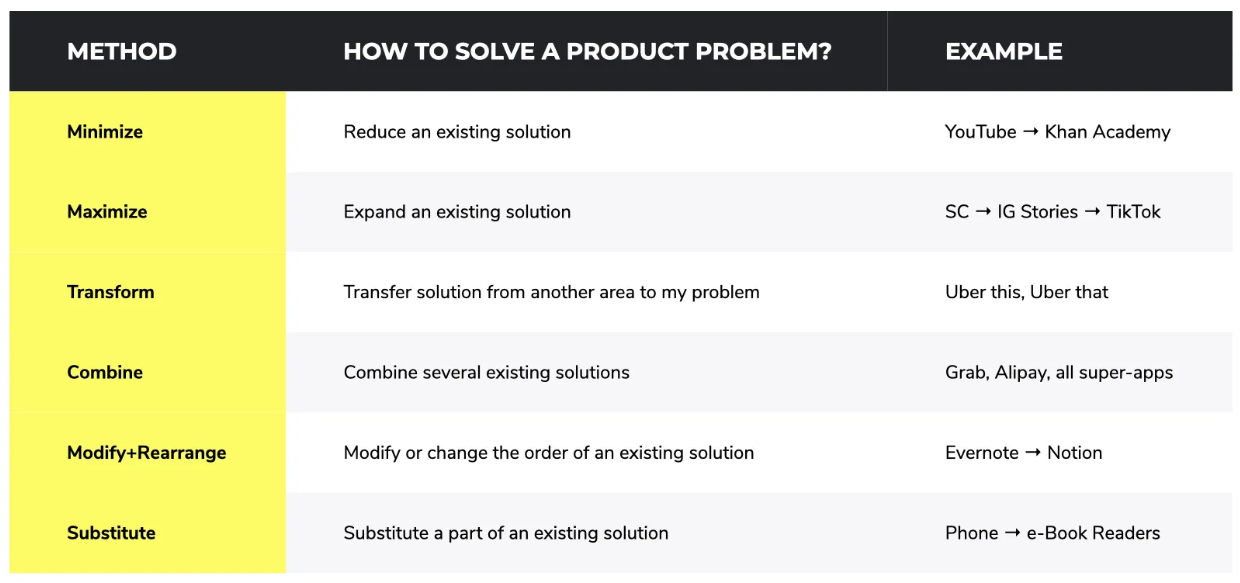 METHOD HOW TO SOLVE A PRODUCT PROBLEM? EXAMPLE
Minimize Reduce an existing solution YouTube → Khan Academy
Maximize Expand an existing solution SC → IG Stories → TikTok
Transform Transfer solution from another area to my problem Uber this, Uber that
Combine Combine several existing solutions Grab, Alipay, all super-apps
Modify+Rearrange Modify or change the order of an existing solution Evernote → Notion
Substitute Substitute a part of an existing solution Phone → e-Book Readers